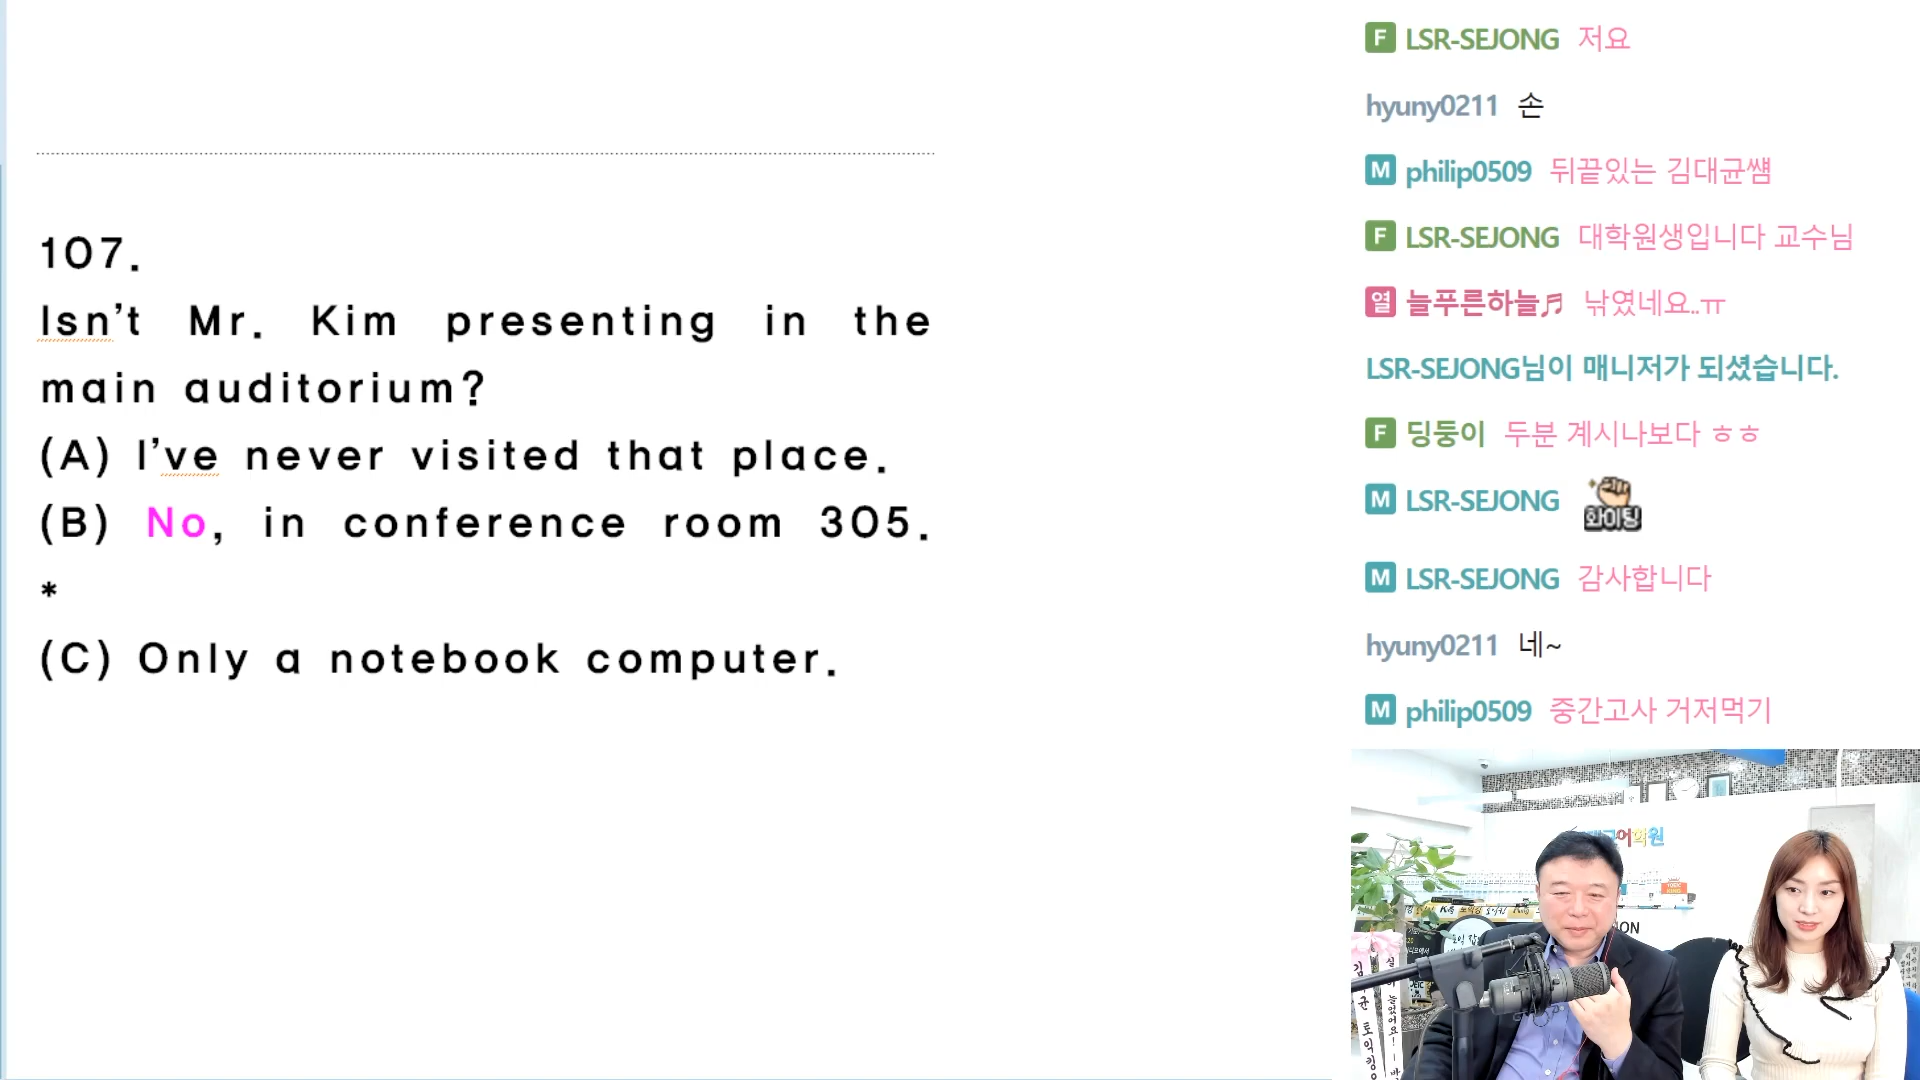 107.
Isn't Mr. Kim presenting in the
main auditorium?
(A) I've never visited that place.
(B) No, in conference room 305.
*
(C) Only a notebook computer.
F LSR-SEJONG 저요
hyuny0211 손
M philip0509 뒤끝있는 김대균쌤
F LSR-SEJONG 대학원생입니다 교수님
열 늘푸른하늘♬ 낚였네요..ㅠ
LSR-SEJONG님이 매니저가 되셨습니다.
F 딩둥이 두분 계시나보다 ㅎㅎ
M LSR-SEJONG 화이팅
M LSR-SEJONG 감사합니다
hyuny0211 네~
M philip0509 중간고사 거저먹기
어학원
ION